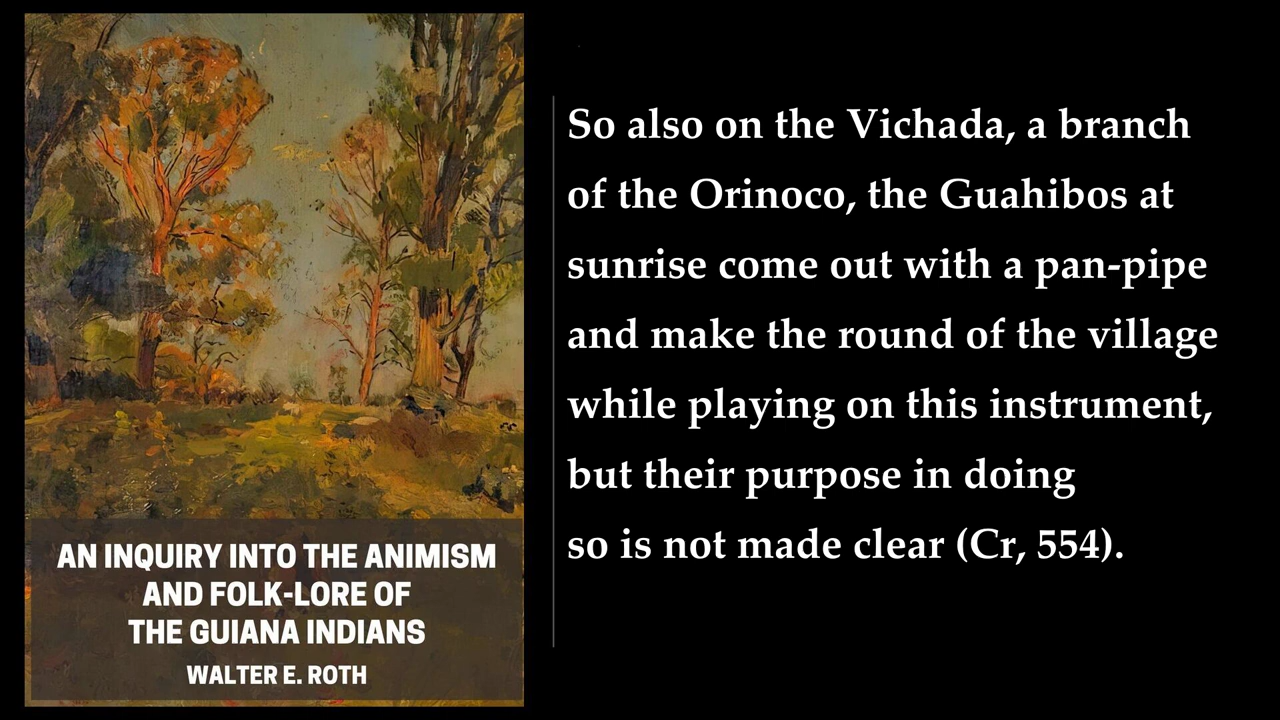 So also on the Vichada, a branch
of the Orinoco, the Guahibos at
sunrise come out with a pan-pipe
and make the round of the village
while playing on this instrument,
but their purpose in doing
so is not made clear (Cr, 554).
AN INQUIRY INTO THE ANIMISM
AND FOLK-LORE OF
THE GUIANA INDIANS
WALTER E. ROTH